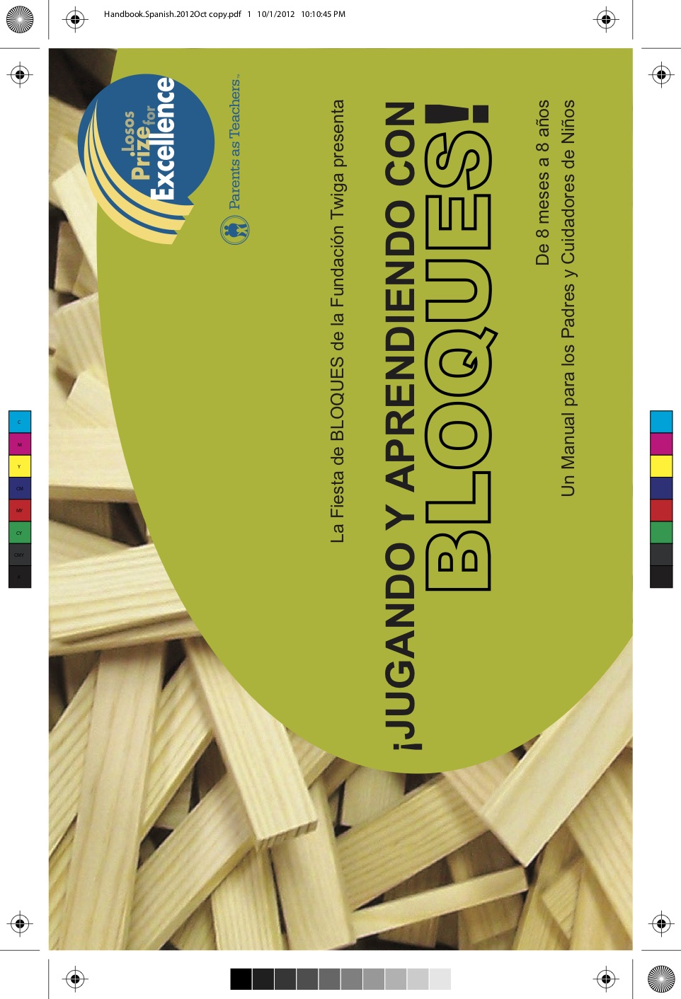 Handbook.Spanish.2012Oct copy.pdf 1 10/1/2012 10:10:45 PM
Losos
Prize for
Excellence
Parents as Teachers™
La Fiesta de BLOQUES de la Fundación Twiga presenta
¡JUGANDO Y APRENDIENDO CON
BLOQUES!
De 8 meses a 8 años
Un Manual para los Padres y Cuidadores de Niños
C
M
Y
CM
MY
CY
CMY
K